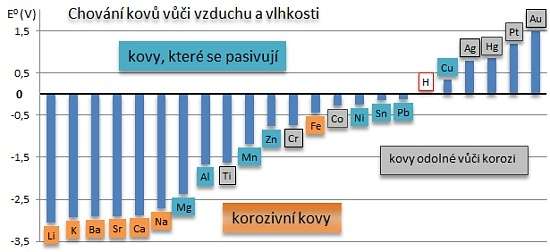 E⁰ (V)
Chování kovů vůči vzduchu a vlhkosti
1,5
0,5
0
-0,5
-1,5
-2,5
-3,5
kovy, které se pasivují
kovy odolné vůči korozi
korozivní kovy
Li
K
Ba
Sr
Ca
Na
Mg
Al
Ti
Mn
Zn
Cr
Fe
Co
Ni
Sn
Pb
H
Cu
Ag
Hg
Pt
Au